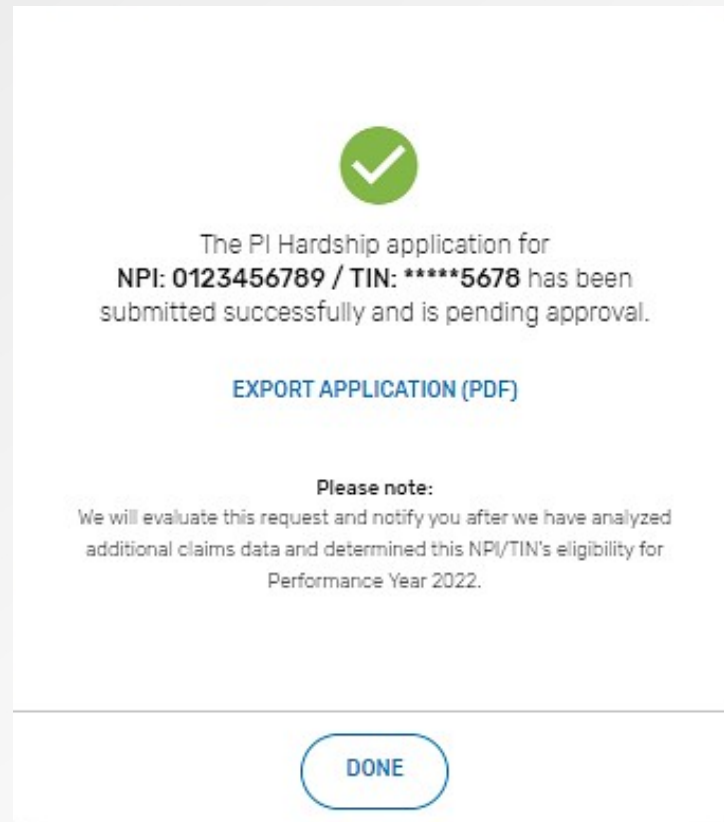 The PI Hardship application for
NPI: 0123456789 / TIN: *****5678 has been
submitted successfully and is pending approval.
EXPORT APPLICATION (PDF)
Please note:
We will evaluate this request and notify you after we have analyzed
additional claims data and determined this NPI/TIN's eligibility for
Performance Year 2022.
DONE